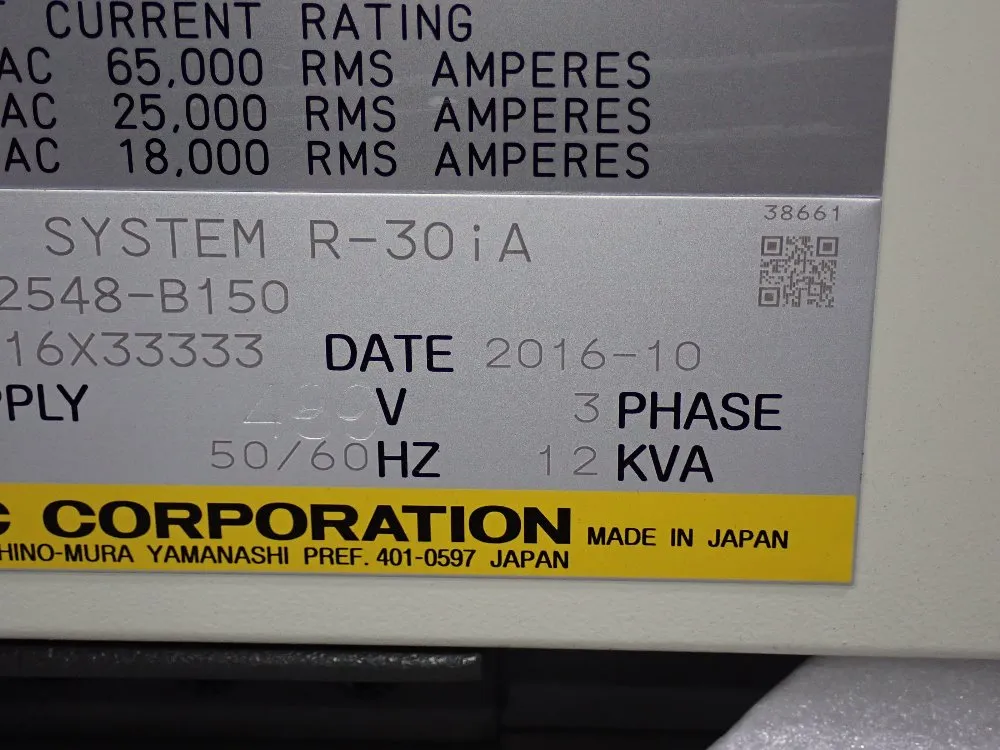 CURRENT RATING
AC 65,000 RMS AMPERES
AC 25,000 RMS AMPERES
AC 18,000 RMS AMPERES
38661
SYSTEM R-30iA
2548-B150
16X33333 DATE 2016-10
PPLY V 3 PHASE
50/60HZ 12 KVA
C CORPORATION MADE IN JAPAN
HINO-MURA YAMANASHI PREF. 401-0597 JAPAN